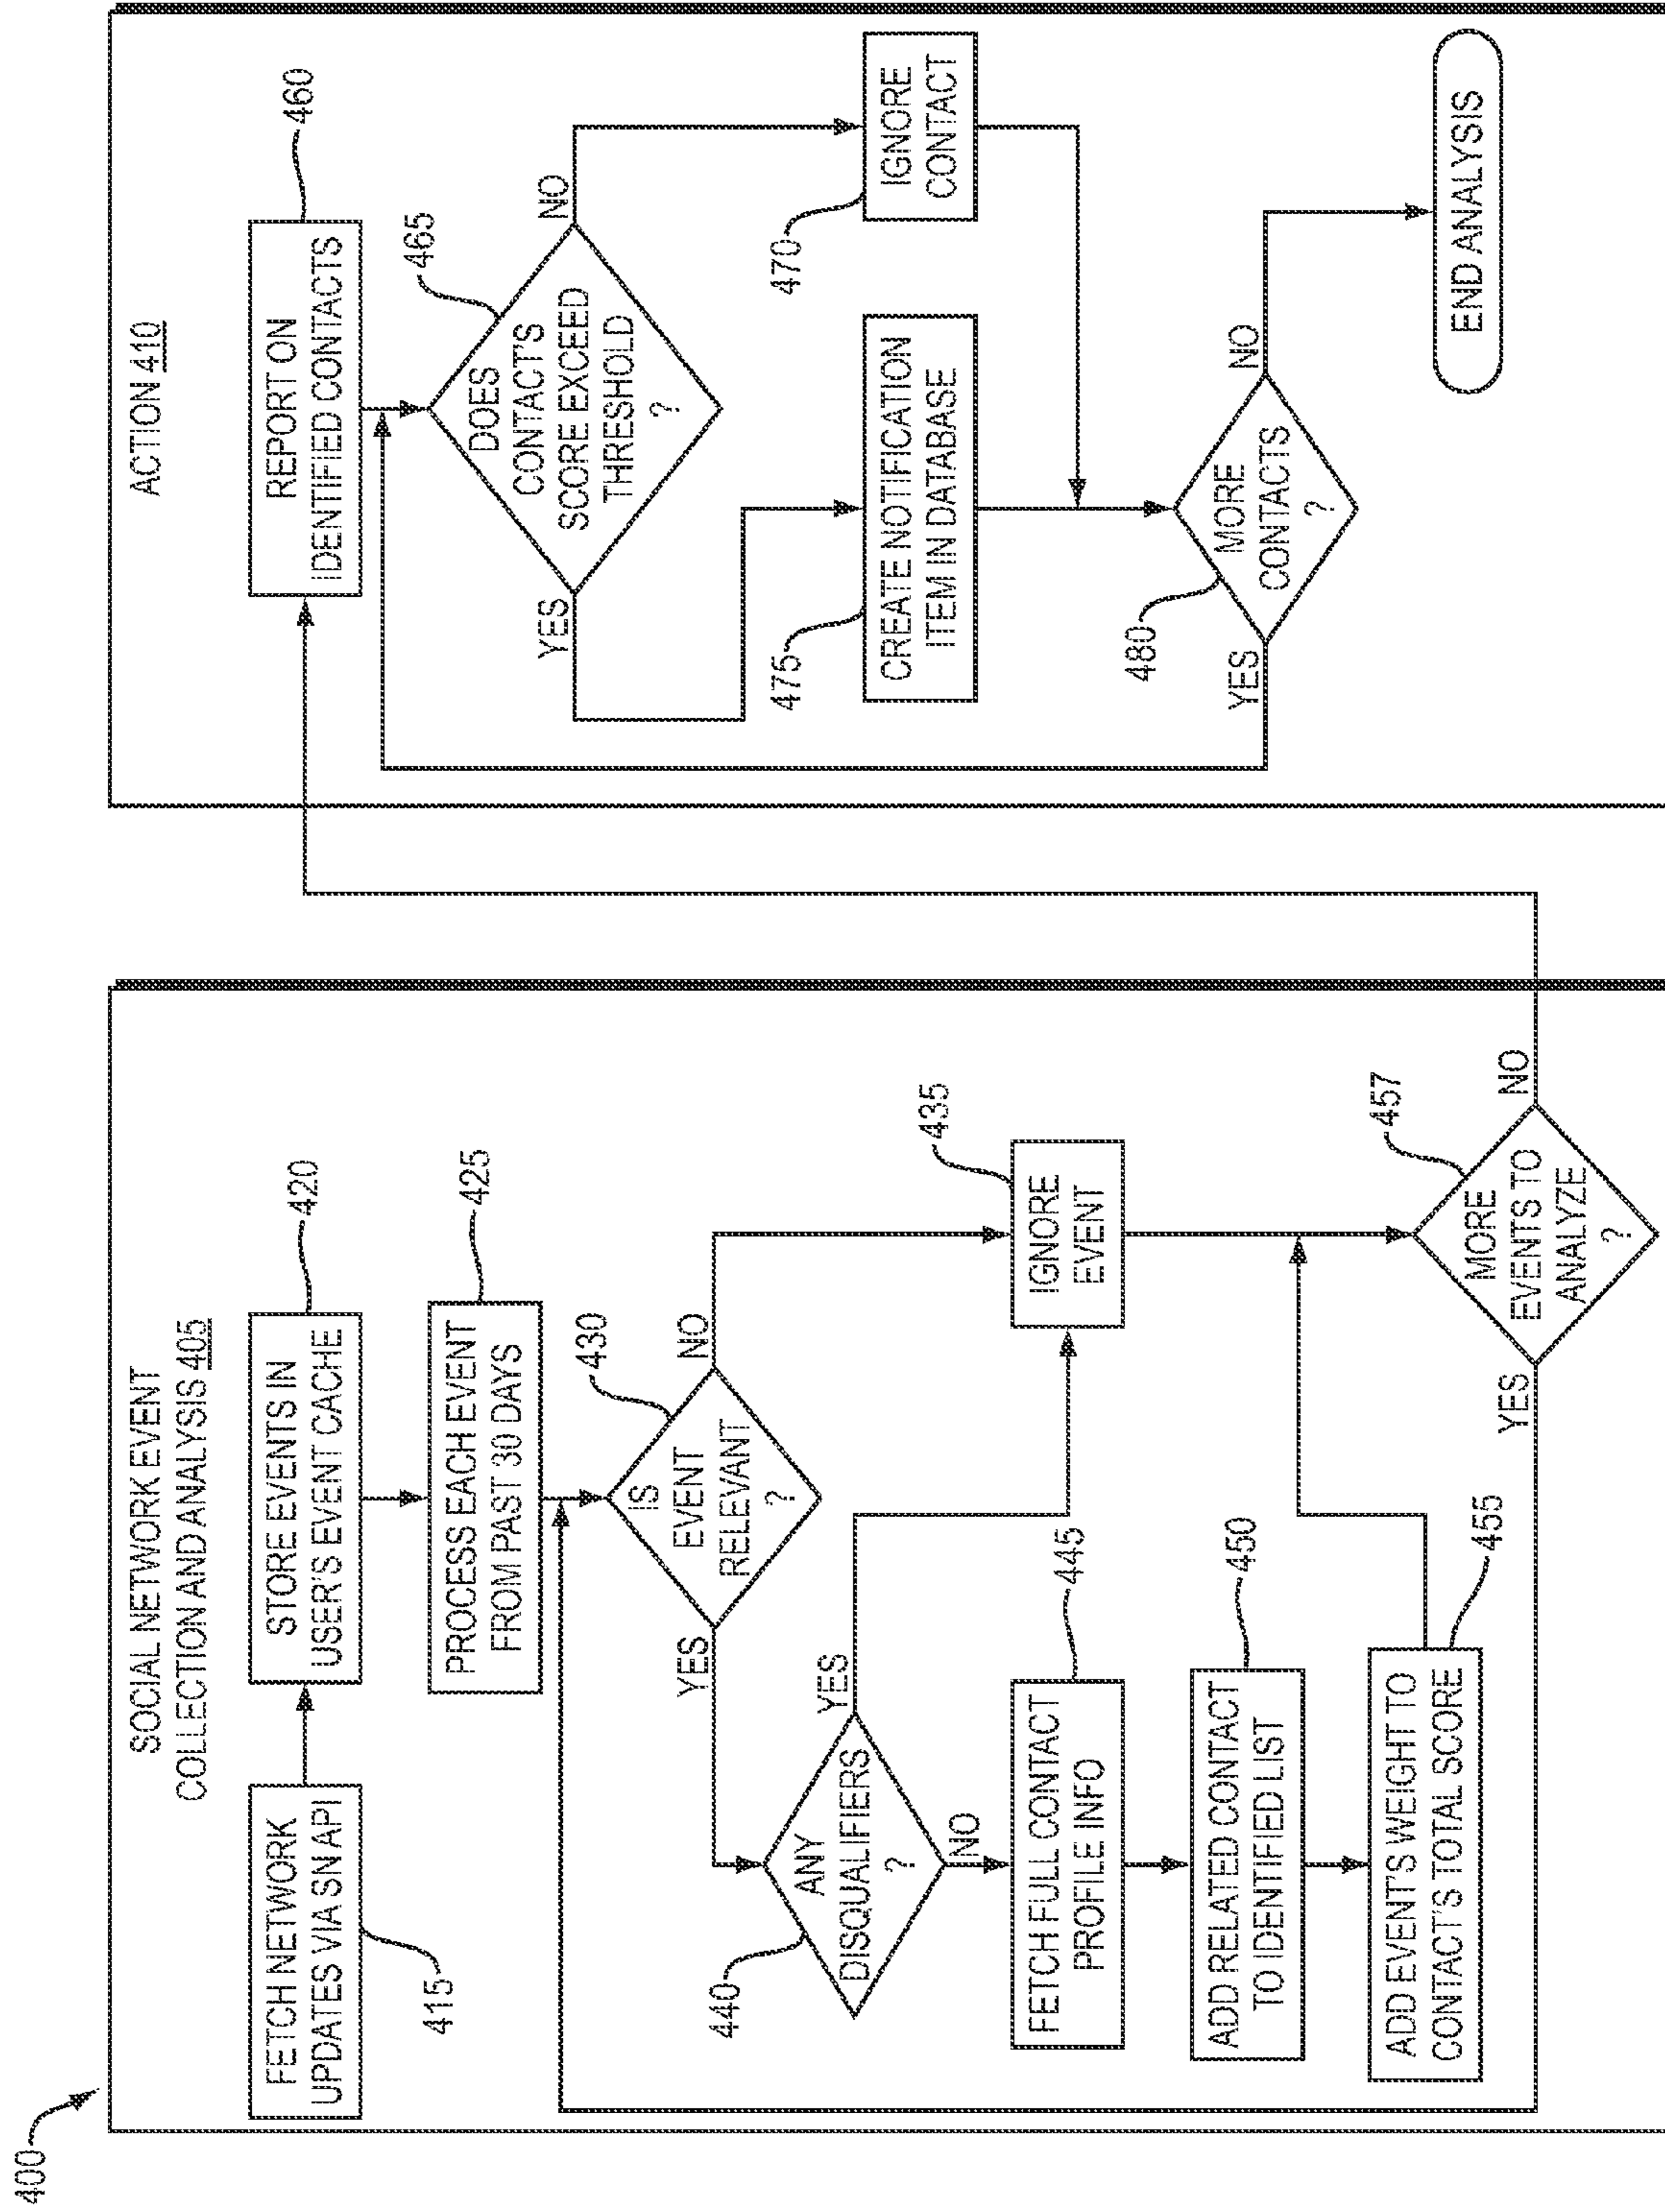 400
SOCIAL NETWORK EVENT
COLLECTION AND ANALYSIS 405
FETCH NETWORK
UPDATES VIA SN API
415
STORE EVENTS IN
USER'S EVENT CACHE
420
PROCESS EACH EVENT
FROM PAST 30 DAYS
425
IS
EVENT
RELEVANT
?
430
YES
NO
ANY
DISQUALIFIERS
?
440
YES
NO
IGNORE
EVENT
435
FETCH FULL CONTACT
PROFILE INFO
445
ADD RELATED CONTACT
TO IDENTIFIED LIST
450
ADD EVENT'S WEIGHT TO
CONTACT'S TOTAL SCORE
455
MORE
EVENTS TO
ANALYZE
?
457
YES
NO
ACTION 410
REPORT ON
IDENTIFIED CONTACTS
460
DOES
CONTACT'S
SCORE EXCEED
THRESHOLD
?
465
YES
NO
CREATE NOTIFICATION
ITEM IN DATABASE
475
IGNORE
CONTACT
470
MORE
CONTACTS
?
480
YES
NO
END ANALYSIS